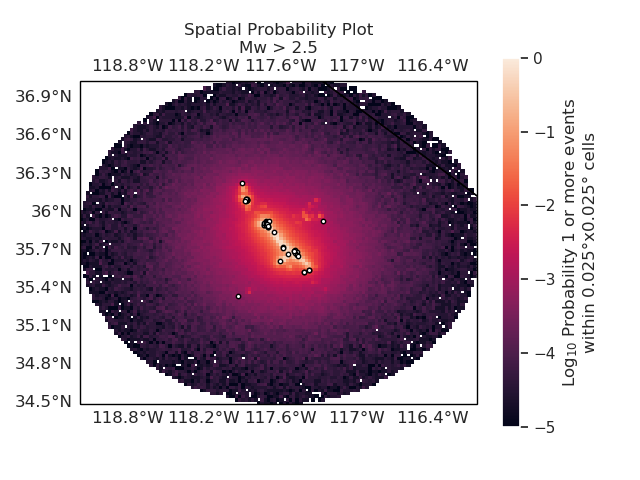 Spatial Probability Plot
Mw > 2.5
118.8°W 118.2°W 117.6°W 117°W 116.4°W
36.9°N
36.6°N
36.3°N
36°N
35.7°N
35.4°N
35.1°N
34.8°N
34.5°N
118.8°W 118.2°W 117.6°W 117°W 116.4°W
0
−1
−2
−3
−4
−5
Log₁₀ Probability 1 or more events
within 0.025°x0.025° cells